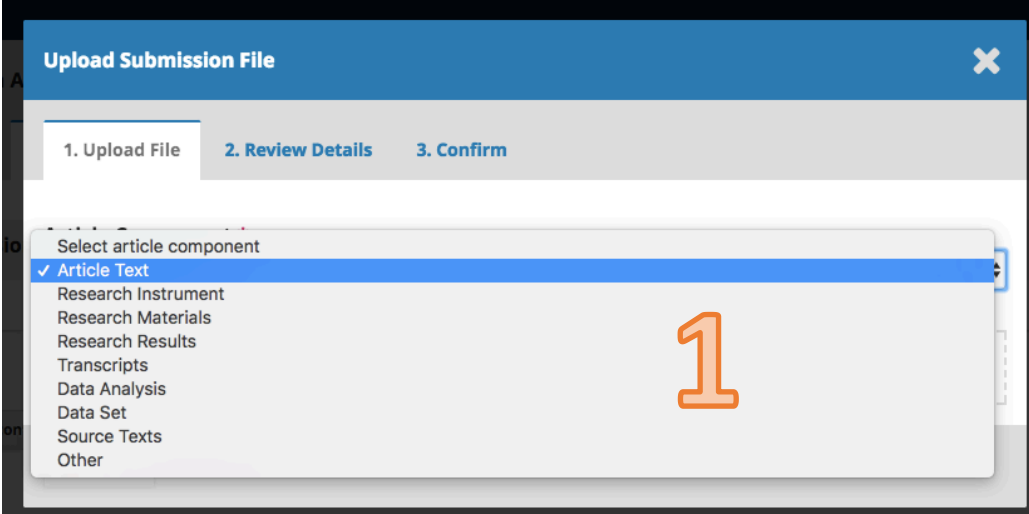 Upload Submission File
1. Upload File 2. Review Details 3. Confirm
Select article component
✓ Article Text
Research Instrument
Research Materials
Research Results
Transcripts
Data Analysis
Data Set
Source Texts
Other
1